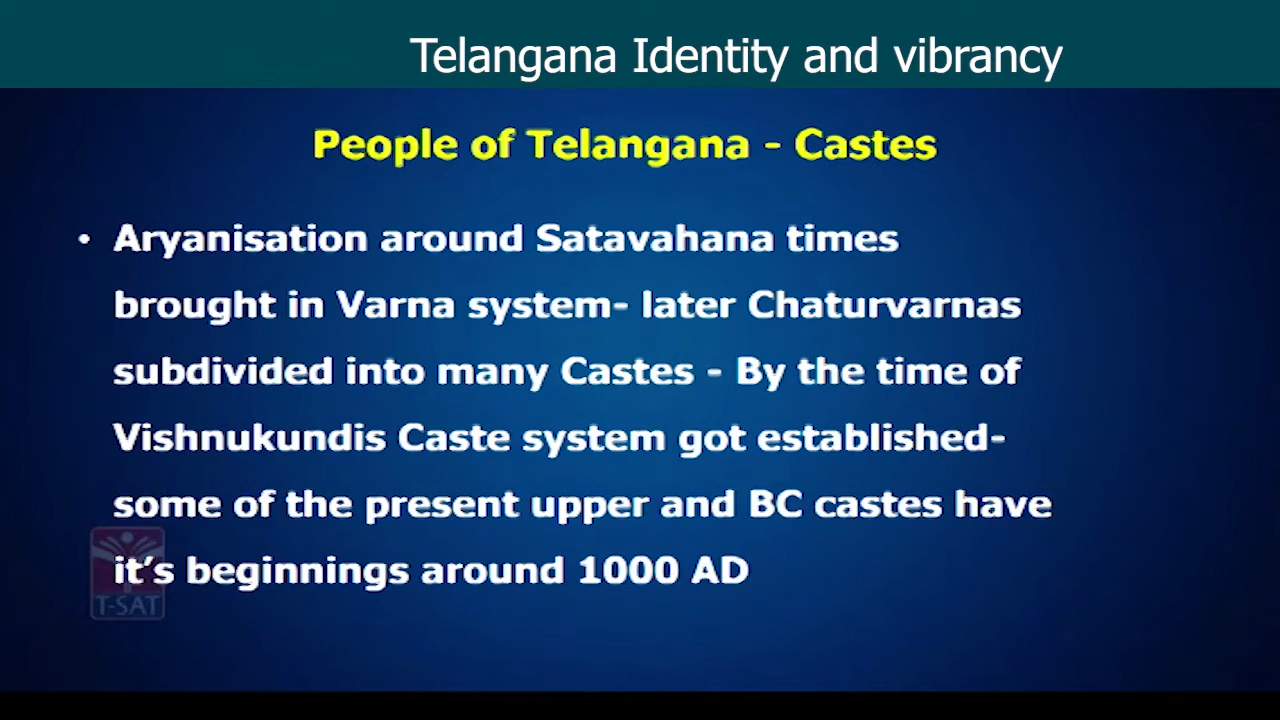 Telangana Identity and vibrancy
People of Telangana - Castes
• Aryanisation around Satavahana times
brought in Varna system- later Chaturvarnas
subdivided into many Castes - By the time of
Vishnukundis Caste system got established-
some of the present upper and BC castes have
it’s beginnings around 1000 AD
T-SAT